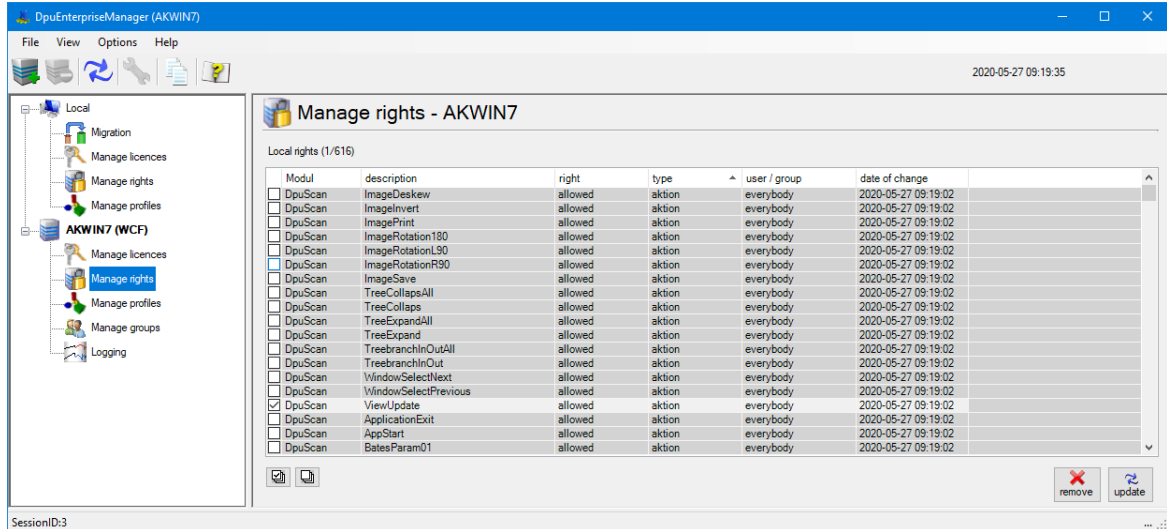 DpuEnterpriseManager (AKWIN7)
File View Options Help
2020-05-27 09:19:35
Local
Migration
Manage licences
Manage rights
Manage profiles
AKWIN7 (WCF)
Manage licences
Manage rights
Manage profiles
Manage groups
Logging
Manage rights - AKWIN7
Local rights (1/616)
Modul description right type user / group date of change
DpuScan ImageDeskew allowed aktion everybody 2020-05-27 09:19:02
DpuScan ImageInvert allowed aktion everybody 2020-05-27 09:19:02
DpuScan ImagePrint allowed aktion everybody 2020-05-27 09:19:02
DpuScan ImageRotation180 allowed aktion everybody 2020-05-27 09:19:02
DpuScan ImageRotationL90 allowed aktion everybody 2020-05-27 09:19:02
DpuScan ImageRotationR90 allowed aktion everybody 2020-05-27 09:19:02
DpuScan ImageSave allowed aktion everybody 2020-05-27 09:19:02
DpuScan TreeCollapsAll allowed aktion everybody 2020-05-27 09:19:02
DpuScan TreeCollaps allowed aktion everybody 2020-05-27 09:19:02
DpuScan TreeExpandAll allowed aktion everybody 2020-05-27 09:19:02
DpuScan TreeExpand allowed aktion everybody 2020-05-27 09:19:02
DpuScan TreebranchInOutAll allowed aktion everybody 2020-05-27 09:19:02
DpuScan TreebranchInOut allowed aktion everybody 2020-05-27 09:19:02
DpuScan WindowSelectNext allowed aktion everybody 2020-05-27 09:19:02
DpuScan WindowSelectPrevious allowed aktion everybody 2020-05-27 09:19:02
DpuScan ViewUpdate allowed aktion everybody 2020-05-27 09:19:02
DpuScan ApplicationExit allowed aktion everybody 2020-05-27 09:19:02
DpuScan AppStart allowed aktion everybody 2020-05-27 09:19:02
DpuScan BatesParam01 allowed aktion everybody 2020-05-27 09:19:02
remove update
SessionID:3 ...